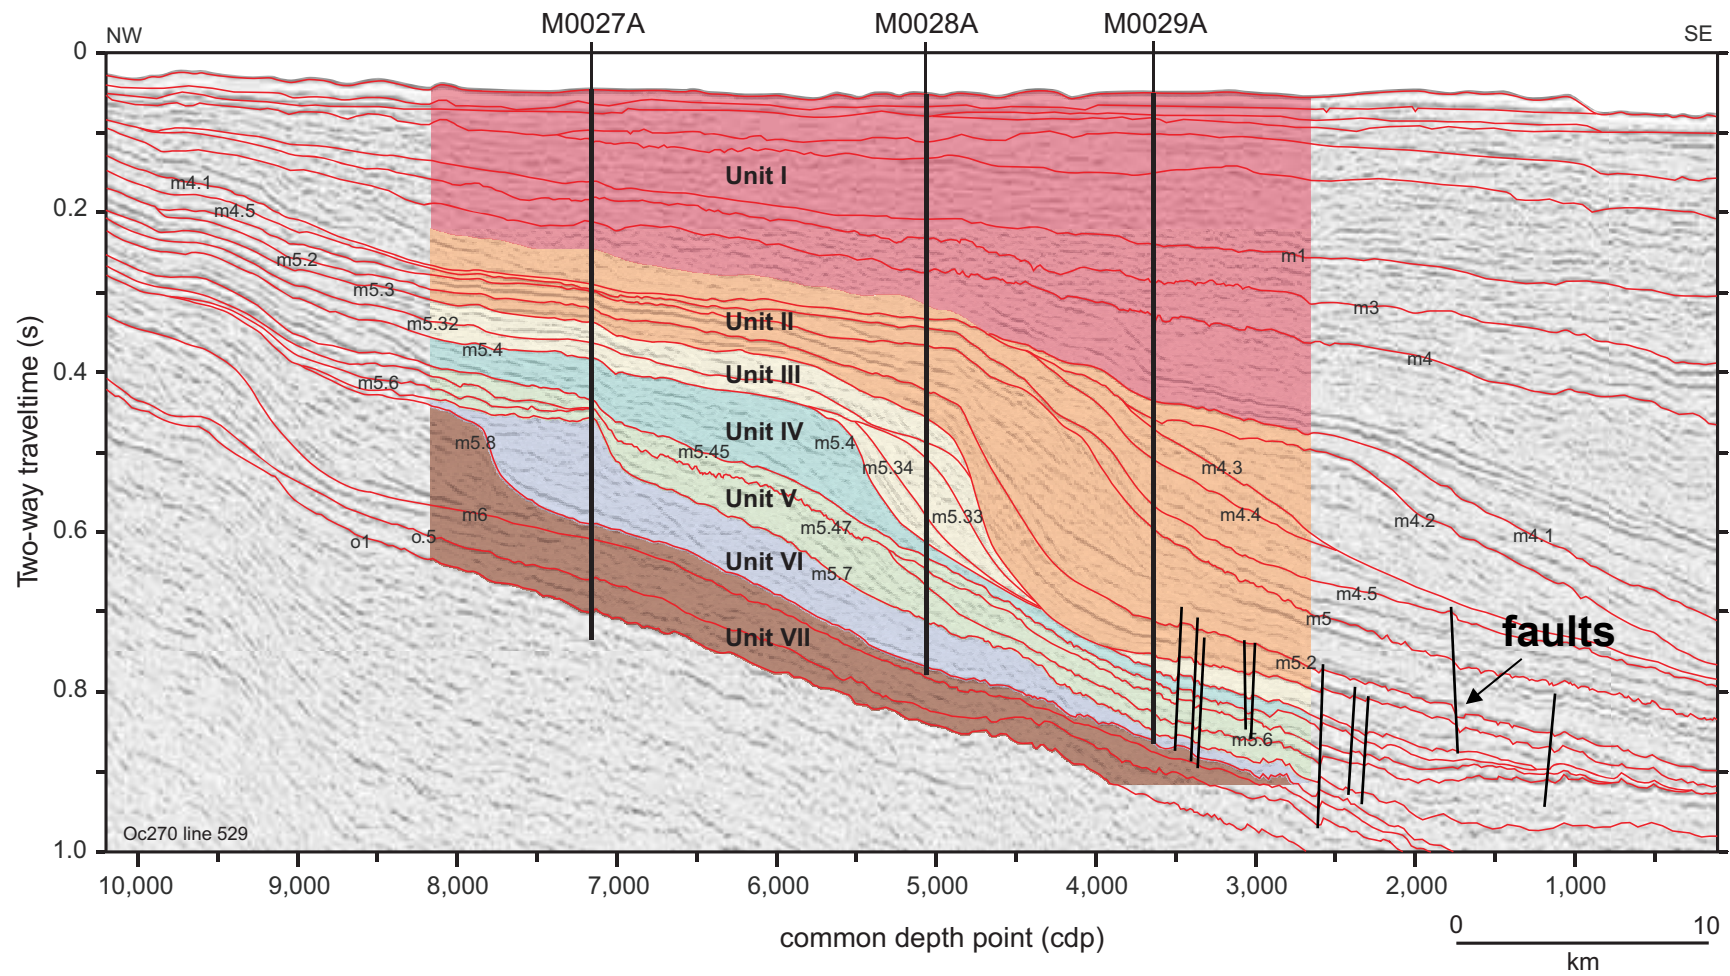 M0027A
M0028A
M0029A
NW
SE
0
0.2
0.4
0.6
0.8
1.0
Two-way traveltime (s)
Unit I
m4.1
m4.5
m5.2
m5.3
m5.32
m5.4
m5.6
m1
m3
m4
Unit II
Unit III
Unit IV
m5.4
m5.45
m5.34
m5.8
m4.3
Unit V
m5.33
m4.4
m4.2
m4.1
m6
m5.47
o.5
o1
Unit VI
m5.7
m4.5
m5
Unit VII
faults
m5.2
m5.6
Oc270 line 529
10,000
9,000
8,000
7,000
6,000
5,000
4,000
3,000
2,000
1,000
common depth point (cdp)
0
10
km